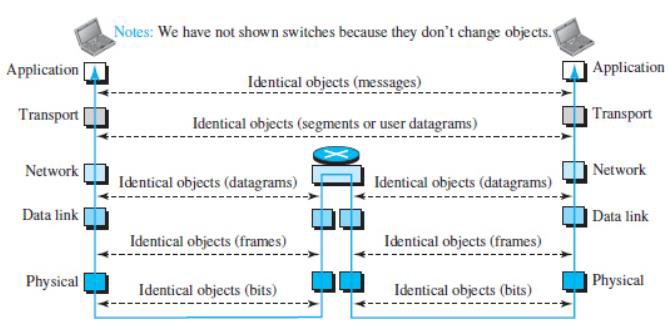 Notes: We have not shown switches because they don't change objects.
Application
Identical objects (messages)
Application
Transport
Identical objects (segments or user datagrams)
Transport
Network
Identical objects (datagrams)
Identical objects (datagrams)
Network
Data link
Identical objects (frames)
Identical objects (frames)
Data link
Physical
Identical objects (bits)
Identical objects (bits)
Physical